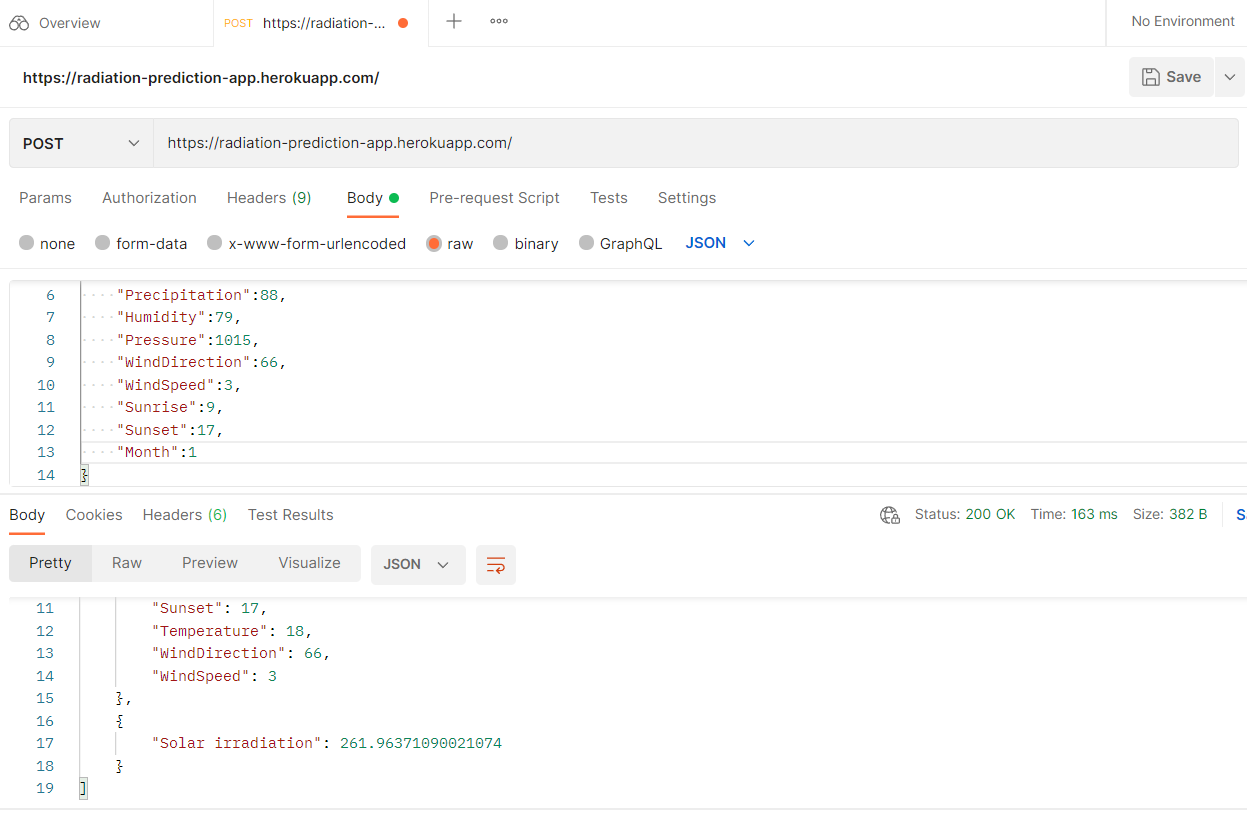 Overview
POST https://radiation-...
No Environment
https://radiation-prediction-app.herokuapp.com/
Save
POST https://radiation-prediction-app.herokuapp.com/
Params Authorization Headers (9) Body Pre-request Script Tests Settings
none form-data x-www-form-urlencoded raw binary GraphQL JSON
6 "Precipitation":88,
7 "Humidity":79,
8 "Pressure":1015,
9 "WindDirection":66,
10 "WindSpeed":3,
11 "Sunrise":9,
12 "Sunset":17,
13 "Month":1
14 }
Body Cookies Headers (6) Test Results Status: 200 OK Time: 163 ms Size: 382 B S
Pretty Raw Preview Visualize JSON
11 "Sunset": 17,
12 "Temperature": 18,
13 "WindDirection": 66,
14 "WindSpeed": 3
15 },
16 {
17 "Solar irradiation": 261.96371090021074
18 }
19 ]